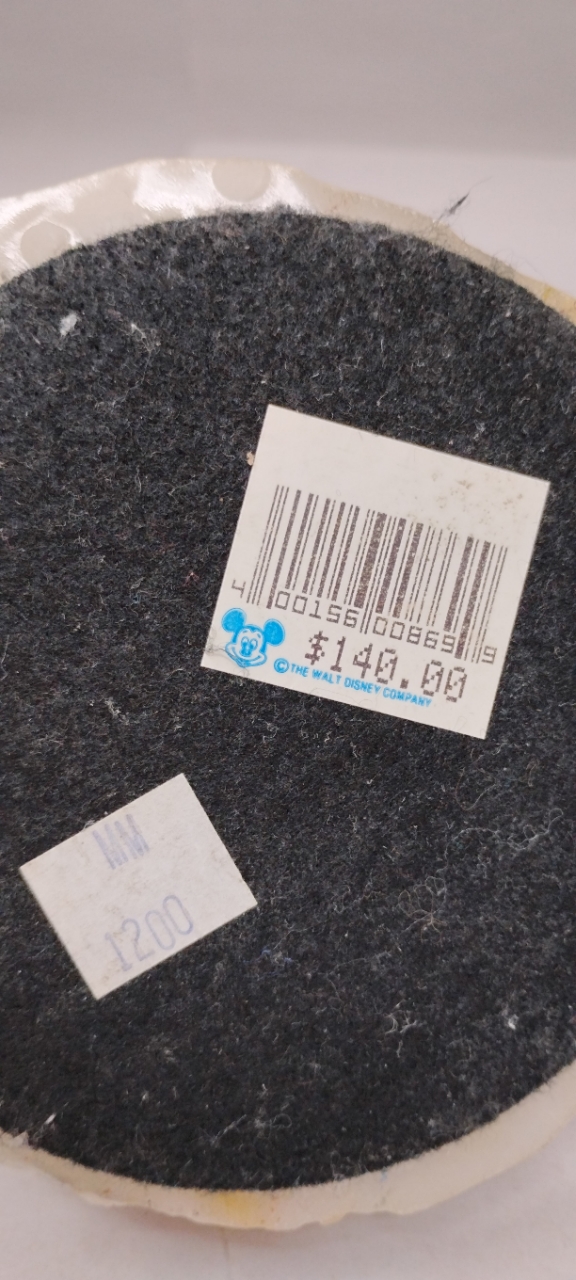 4 00156 00869 9
$140.00
© THE WALT DISNEY COMPANY
MM
1200